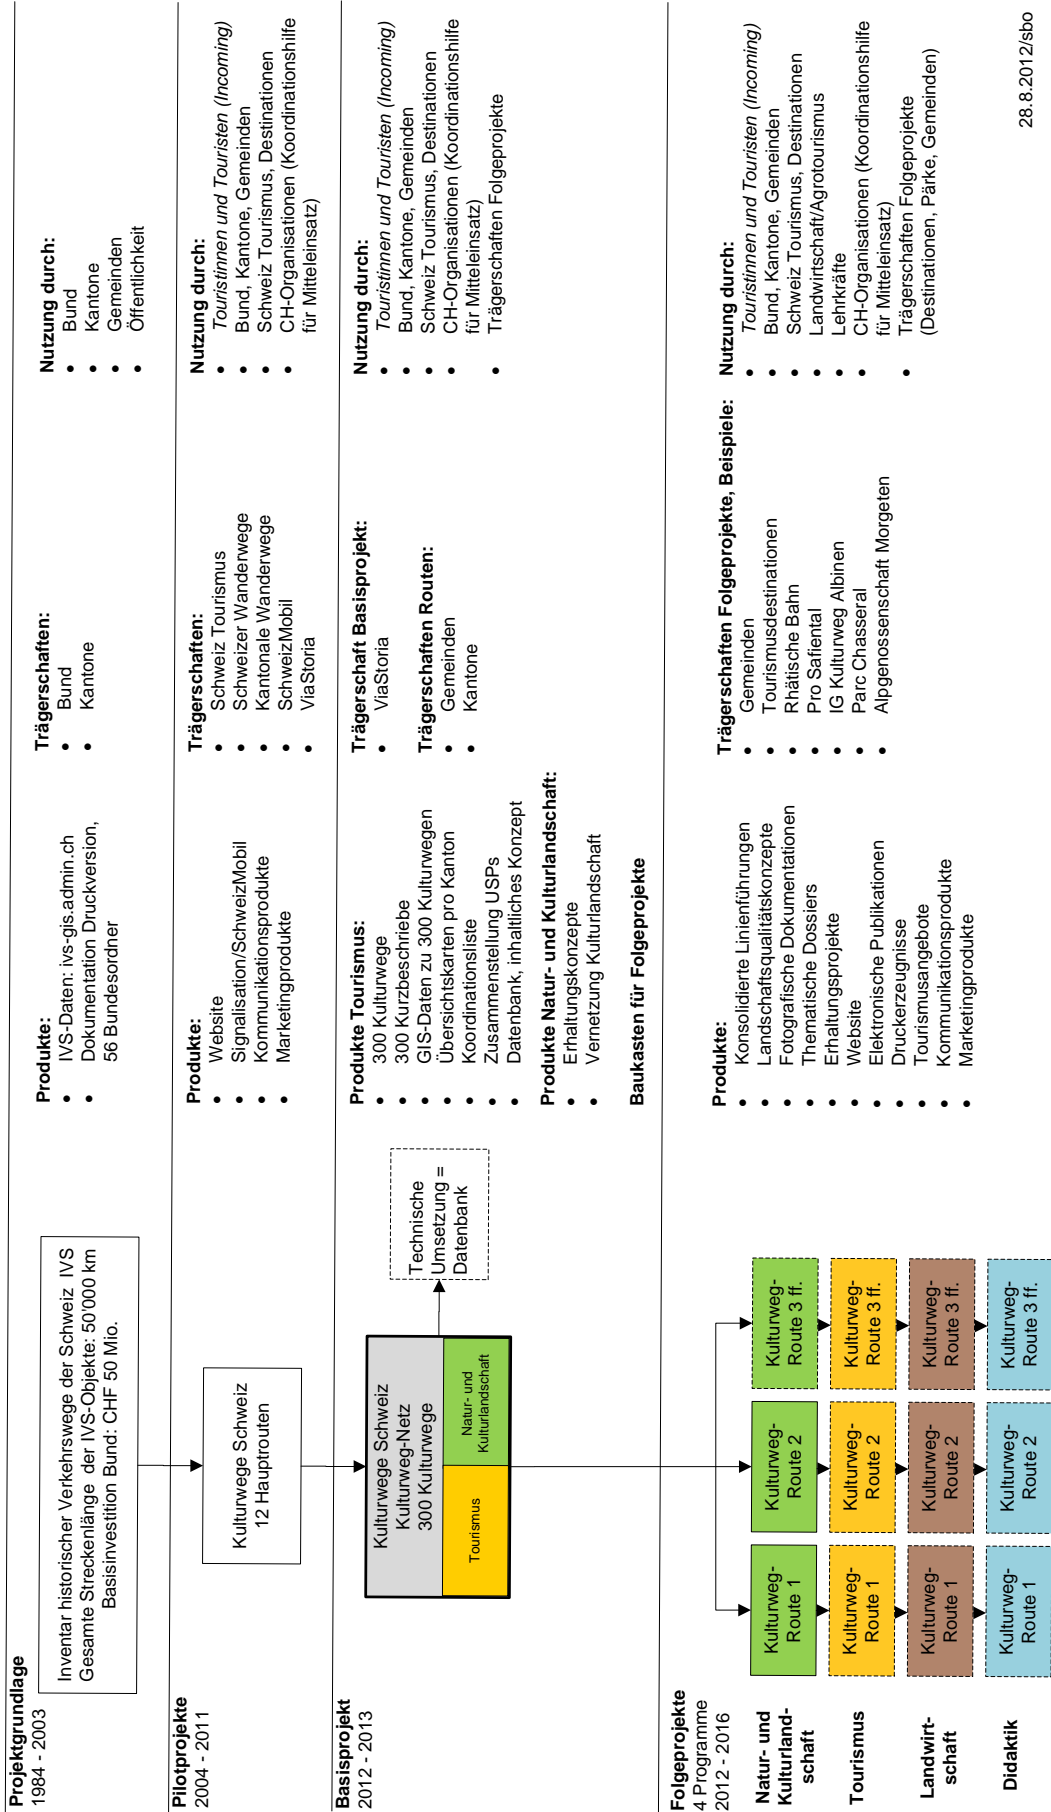 Projektgrundlage
1984 - 2003
Inventar historischer Verkehrswege der Schweiz IVS
Gesamte Streckenlänge der IVS-Objekte: 50'000 km
Basisinvestition Bund: CHF 50 Mio.
Produkte:
• IVS-Daten: ivs-gis.admin.ch
• Dokumentation Druckversion,
56 Bundesordner
Trägerschaften:
• Bund
• Kantone
Nutzung durch:
• Bund
• Kantone
• Gemeinden
• Öffentlichkeit
Pilotprojekte
2004 - 2011
Kulturwege Schweiz
12 Hauptrouten
Produkte:
• Website
• Signalisation/SchweizMobil
• Kommunikationsprodukte
• Marketingprodukte
Trägerschaften:
• Schweiz Tourismus
• Schweizer Wanderwege
• Kantonale Wanderwege
• SchweizMobil
• ViaStoria
Nutzung durch:
• Touristinnen und Touristen (Incoming)
• Bund, Kantone, Gemeinden
• Schweiz Tourismus, Destinationen
• CH-Organisationen (Koordinationshilfe
für Mitteleinsatz)
Basisprojekt
2012 - 2013
Kulturwege Schweiz
Kulturweg-Netz
300 Kulturwege
Tourismus
Natur- und
Kulturlandschaft
Technische
Umsetzung =
Datenbank
Produkte Tourismus:
• 300 Kulturwege
• 300 Kurzbeschriebe
• GIS-Daten zu 300 Kulturwegen
• Übersichtskarten pro Kanton
• Koordinationsliste
• Zusammenstellung USPs
• Datenbank, inhaltliches Konzept
Produkte Natur- und Kulturlandschaft:
• Erhaltungskonzepte
• Vernetzung Kulturlandschaft
Baukasten für Folgeprojekte
Trägerschaft Basisprojekt:
• ViaStoria
Trägerschaften Routen:
• Gemeinden
• Kantone
Nutzung durch:
• Touristinnen und Touristen (Incoming)
• Bund, Kantone, Gemeinden
• Schweiz Tourismus, Destinationen
• CH-Organisationen (Koordinationshilfe
für Mitteleinsatz)
• Trägerschaften Folgeprojekte
Folgeprojekte
4 Programme
2012 - 2016
Natur- und
Kulturland-
schaft
Kulturweg-
Route 1
Kulturweg-
Route 2
Kulturweg-
Route 3 ff.
Tourismus
Kulturweg-
Route 1
Kulturweg-
Route 2
Kulturweg-
Route 3 ff.
Landwirt-
schaft
Kulturweg-
Route 1
Kulturweg-
Route 2
Kulturweg-
Route 3 ff.
Didaktik
Kulturweg-
Route 1
Kulturweg-
Route 2
Kulturweg-
Route 3 ff.
Produkte:
• Konsolidierte Linienführungen
• Landschaftsqualitätskonzepte
• Fotografische Dokumentationen
• Thematische Dossiers
• Erhaltungsprojekte
• Website
• Elektronische Publikationen
• Druckerzeugnisse
• Tourismusangebote
• Kommunikationsprodukte
• Marketingprodukte
Trägerschaften Folgeprojekte, Beispiele:
• Gemeinden
• Tourismusdestinationen
• Rhätische Bahn
• Pro Safiental
• IG Kulturweg Albinen
• Parc Chasseral
• Alpgenossenschaft Morgeten
Nutzung durch:
• Touristinnen und Touristen (Incoming)
• Bund, Kantone, Gemeinden
• Schweiz Tourismus, Destinationen
• Landwirtschaft/Agrotourismus
• Lehrkräfte
• CH-Organisationen (Koordinationshilfe
für Mitteleinsatz)
• Trägerschaften Folgeprojekte
(Destinationen, Pärke, Gemeinden)
28.8.2012/sbo